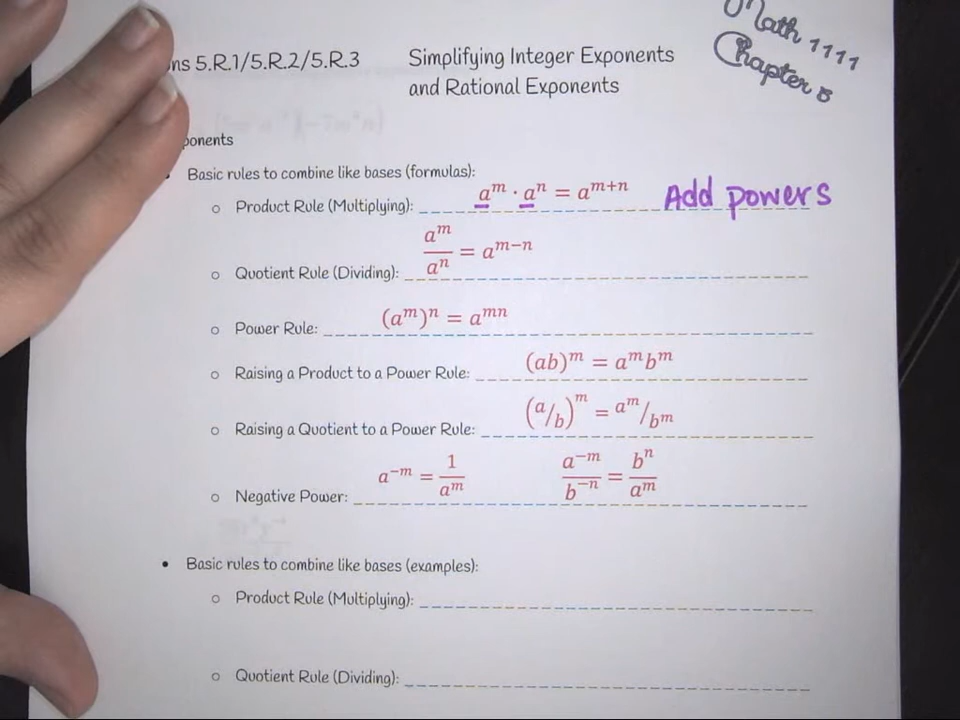 ns 5.R.1/5.R.2/5.R.3 Simplifying Integer Exponents
and Rational Exponents
Math 1111
Chapter 5
ponents
Basic rules to combine like bases (formulas):
Product Rule (Multiplying): a^m · a^n = a^{m+n} Add powers
Quotient Rule (Dividing): a^m/a^n = a^{m−n}
Power Rule: (a^m)^n = a^{mn}
Raising a Product to a Power Rule: (ab)^m = a^m b^m
Raising a Quotient to a Power Rule: (a/b)^m = a^m/b^m
Negative Power: a^{−m} = 1/a^m a^{−m}/b^{−n} = b^n/a^m
• Basic rules to combine like bases (examples):
Product Rule (Multiplying):
Quotient Rule (Dividing):